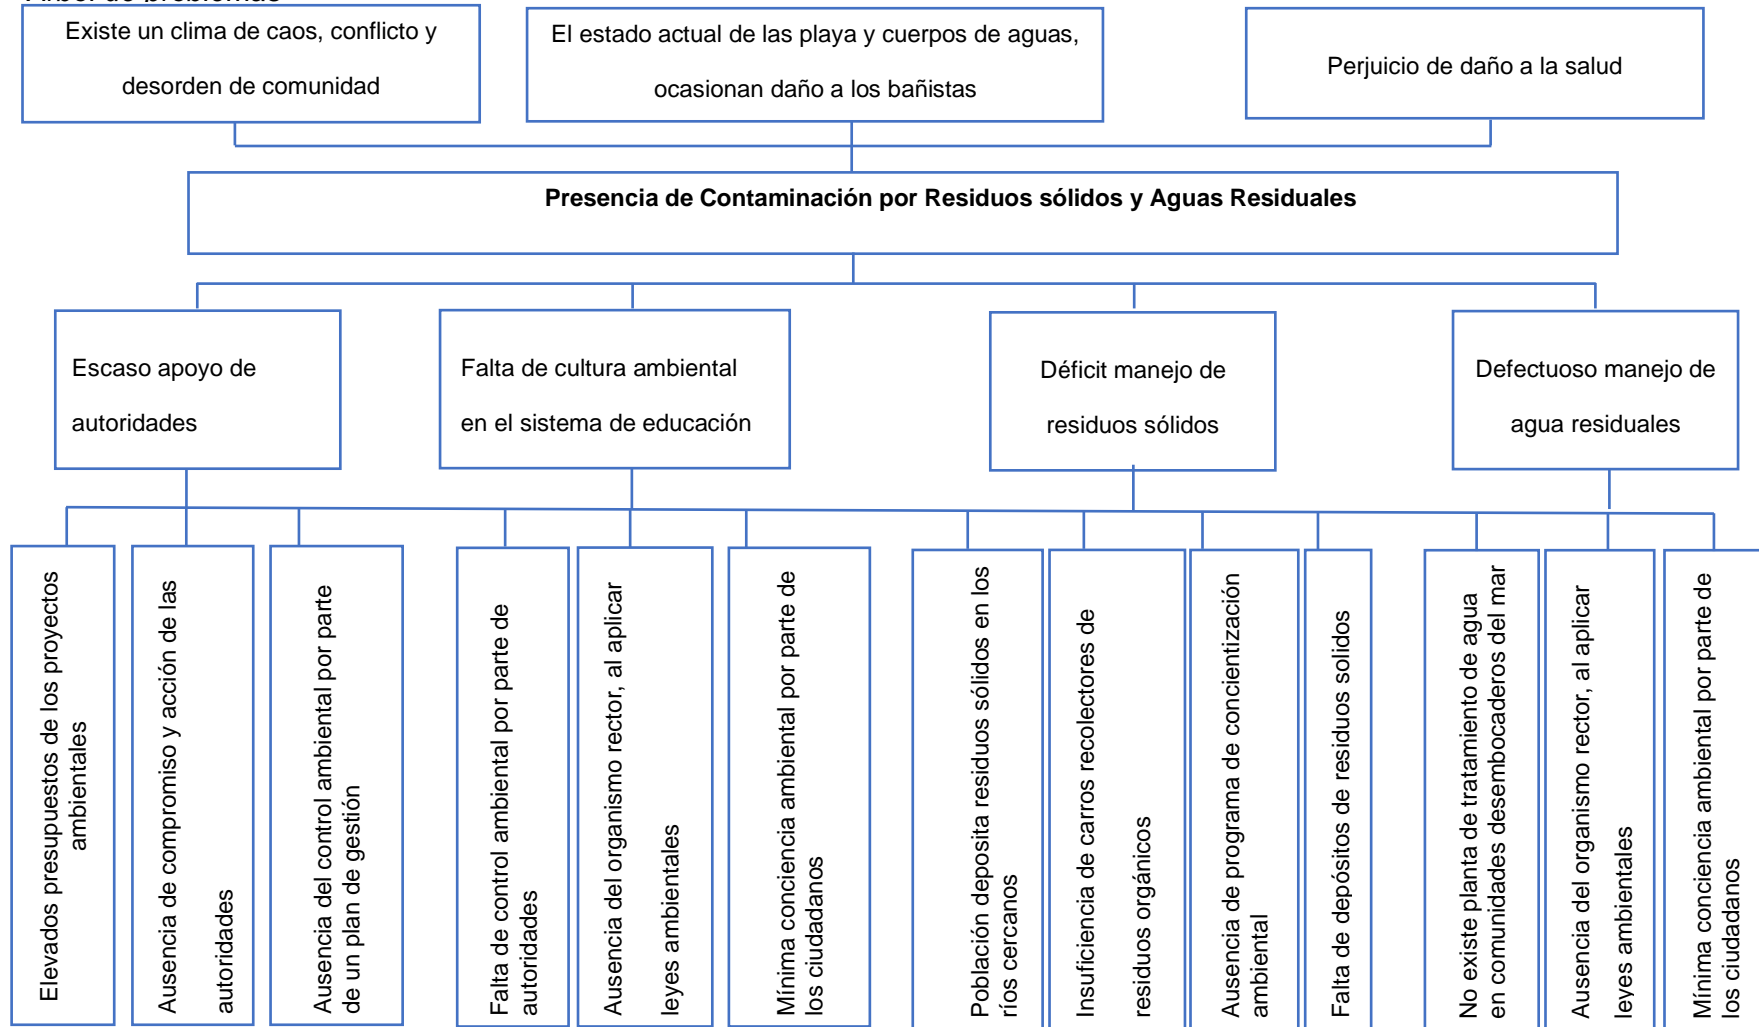 Árbol de problemas
Existe un clima de caos, conflicto y
desorden de comunidad
El estado actual de las playa y cuerpos de aguas,
ocasionan daño a los bañistas
Perjuicio de daño a la salud
Presencia de Contaminación por Residuos sólidos y Aguas Residuales
Escaso apoyo de
autoridades
Falta de cultura ambiental
en el sistema de educación
Déficit manejo de
residuos sólidos
Defectuoso manejo de
agua residuales
Elevados presupuestos de los proyectos
ambientales
Ausencia de compromiso y acción de las
autoridades
Ausencia del control ambiental por parte
de un plan de gestión
Falta de control ambiental por parte de
autoridades
Ausencia del organismo rector, al aplicar
leyes ambientales
Mínima conciencia ambiental por parte de
los ciudadanos
Población deposita residuos sólidos en los
ríos cercanos
Insuficiencia de carros recolectores de
residuos orgánicos
Ausencia de programa de concientización
ambiental
Falta de depósitos de residuos solidos
No existe planta de tratamiento de agua
en comunidades desembocaderos del mar
Ausencia del organismo rector, al aplicar
leyes ambientales
Mínima conciencia ambiental por parte de
los ciudadanos